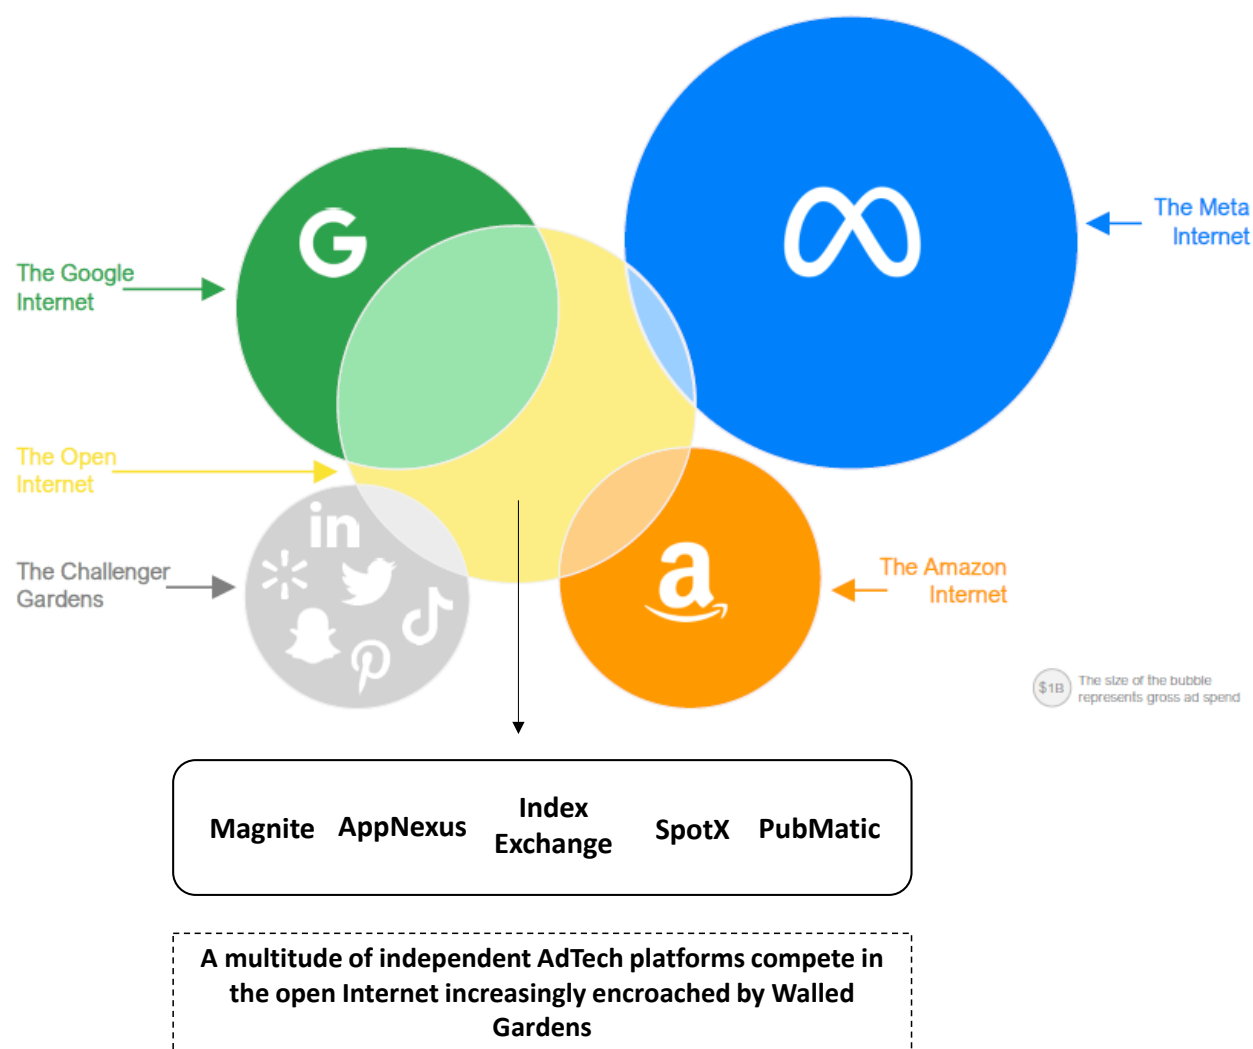 The Meta
Internet
The Google
Internet
The Open
Internet
in
The Challenger
Gardens
a
The Amazon
Internet
$1B
The size of the bubble
represents gross ad spend
G
Magnite
AppNexus
Index
Exchange
SpotX
PubMatic
A multitude of independent AdTech platforms compete in
the open Internet increasingly encroached by Walled
Gardens